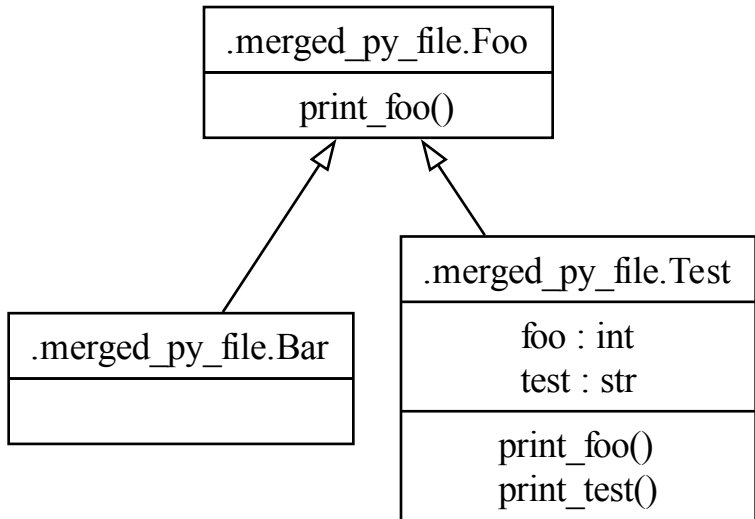 .merged_py_file.Foo
print_foo()
.merged_py_file.Bar
.merged_py_file.Test
foo : int
test : str
print_foo()
print_test()